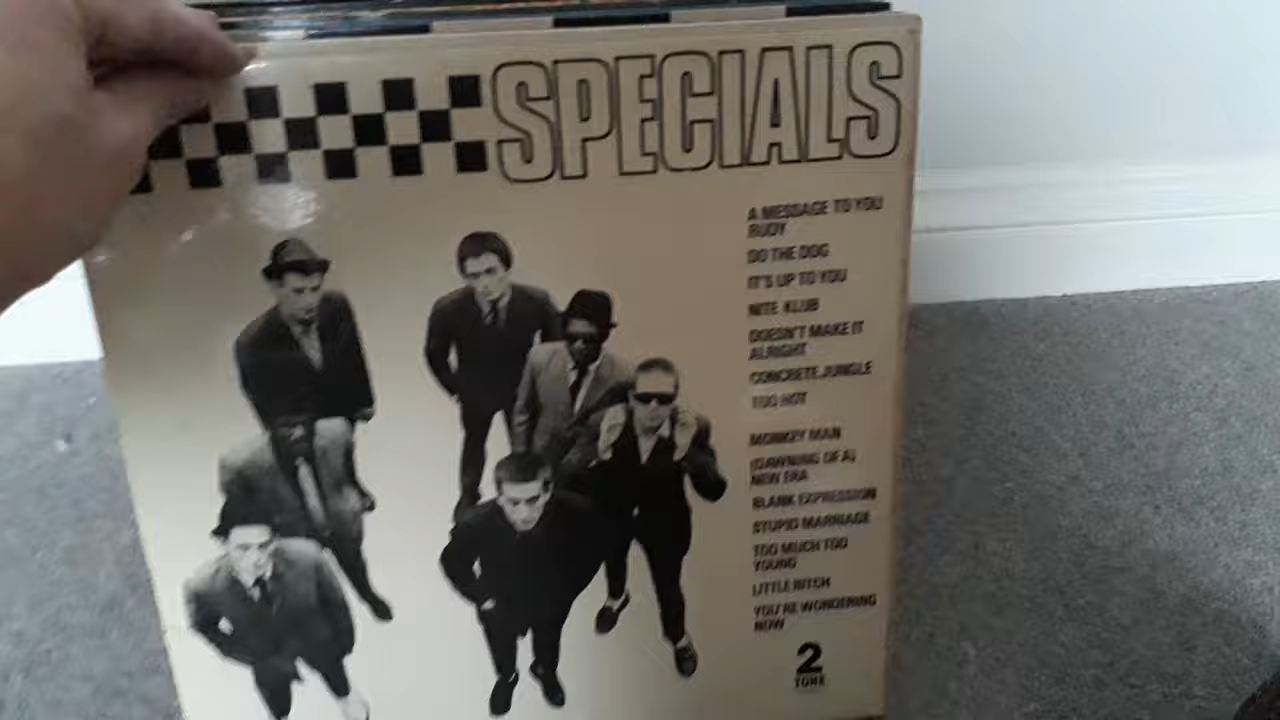 SPECIALS
A MESSAGE TO YOU
RUDY
DO THE DOG
IT'S UP TO YOU
NITE KLUB
DOESN'T MAKE IT
ALRIGHT
CONCRETE JUNGLE
TOO HOT
MONKEY MAN
(DAWNING OF A)
NEW ERA
BLANK EXPRESSION
STUPID MARRIAGE
TOO MUCH TOO
YOUNG
LITTLE BITCH
YOU'RE WONDERING
NOW
2
TONE